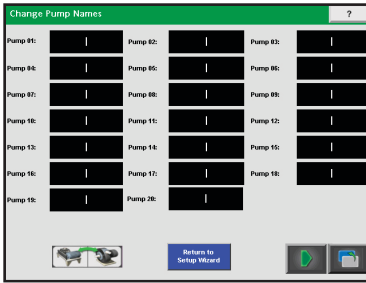 Change Pump Names ?
Pump 01: Pump 02: Pump 03:
Pump 04: Pump 05: Pump 06:
Pump 07: Pump 08: Pump 09:
Pump 10: Pump 11: Pump 12:
Pump 13: Pump 14: Pump 15:
Pump 16: Pump 17: Pump 18:
Pump 19: Pump 20:
Return to
Setup Wizard